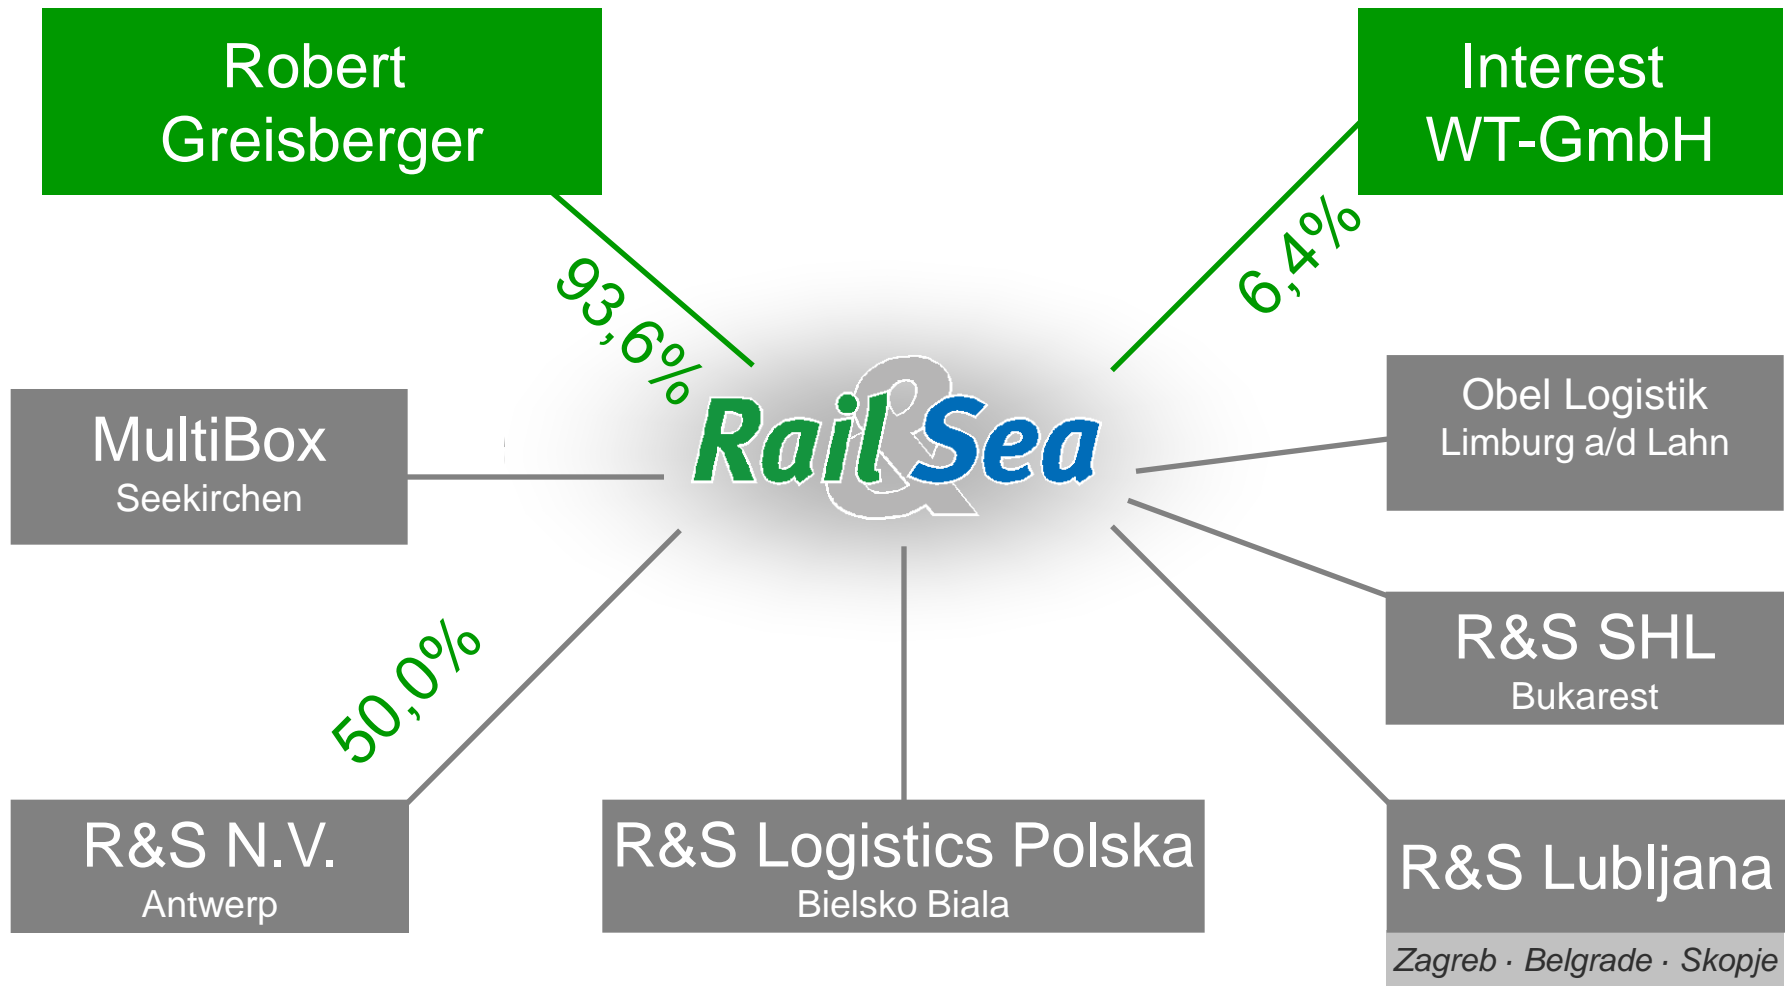 Robert
Greisberger
Interest
WT-GmbH
93,6%
6,4%
Rail & Sea
MultiBox
Seekirchen
Obel Logistik
Limburg a/d Lahn
R&S SHL
Bukarest
50,0%
R&S N.V.
Antwerp
R&S Logistics Polska
Bielsko Biala
R&S Lubljana
Zagreb · Belgrade · Skopje